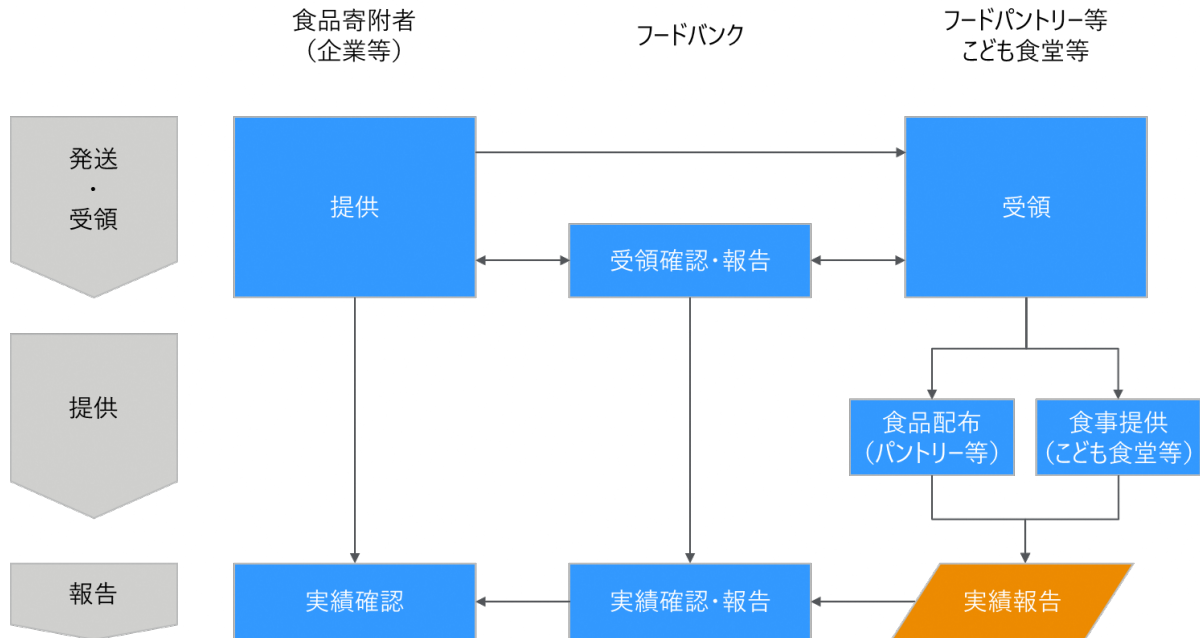 食品寄附者
（企業等）
フードバンク
フードパントリー等
こども食堂等
発送
・
受領
提供
受領確認・報告
受領
提供
食品配布
（パントリー等）
食事提供
（こども食堂等）
報告
実績確認
実績確認・報告
実績報告